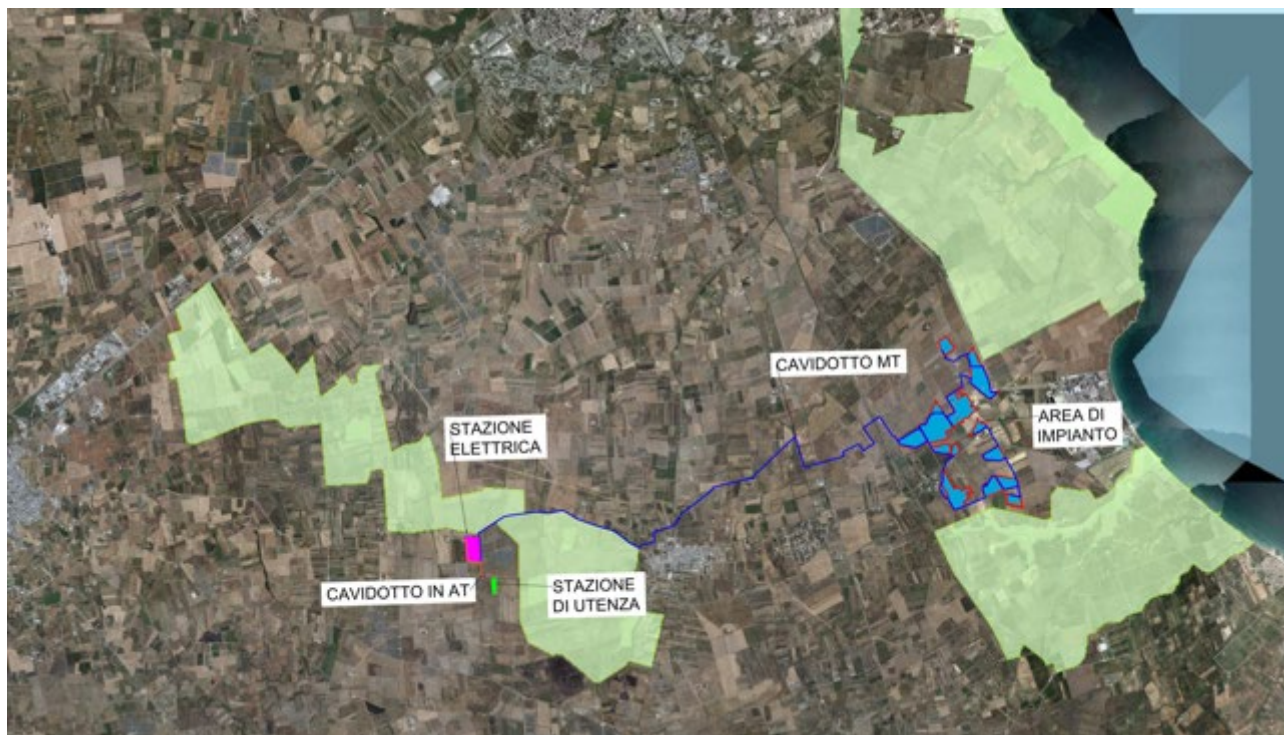 CAVIDOTTO MT
AREA DI
IMPIANTO
STAZIONE
ELETTRICA
CAVIDOTTO IN AT
STAZIONE
DI UTENZA